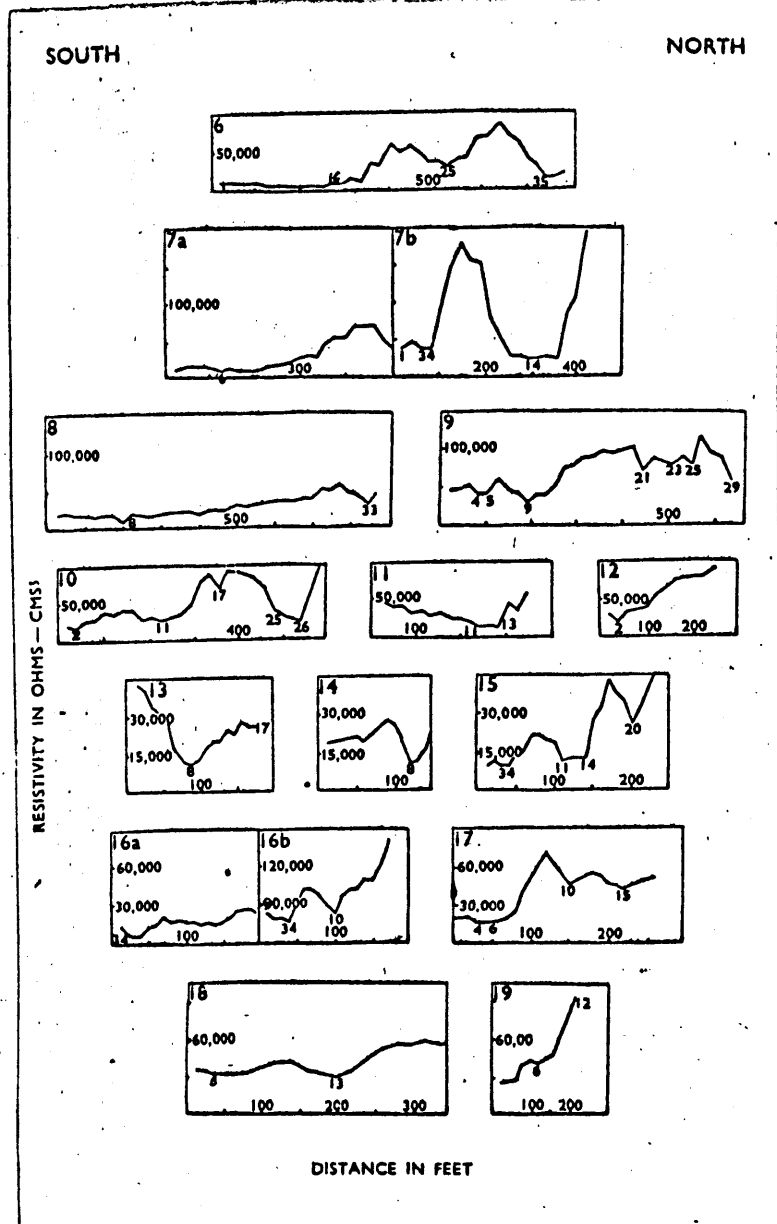 SOUTH NORTH
6
50,000
16 25
500 35
7a 7b
100,000
300 1 34 200 14 400
8 9
100,000 100,000
8 500 33
4 5 9 21 23 25 29
500
10 11 12
50,000 50,000 50,000
2 11 17 400 25 26
100 11 13
2 100 200
13 14 15
30,000 30,000 30,000
15,000 15,000 15,000
8 100 17
100 8
34 100 11 14 200 20
16a 16b 17.
60,000 120,000 60,000
30,000 90,000 30,000
100 34 10 100
4 6 100 10 200 15
18 19
60,000 60,00
100 13 200 300
100 200 12
RESISTIVITY IN OHMS — CMSS
DISTANCE IN FEET